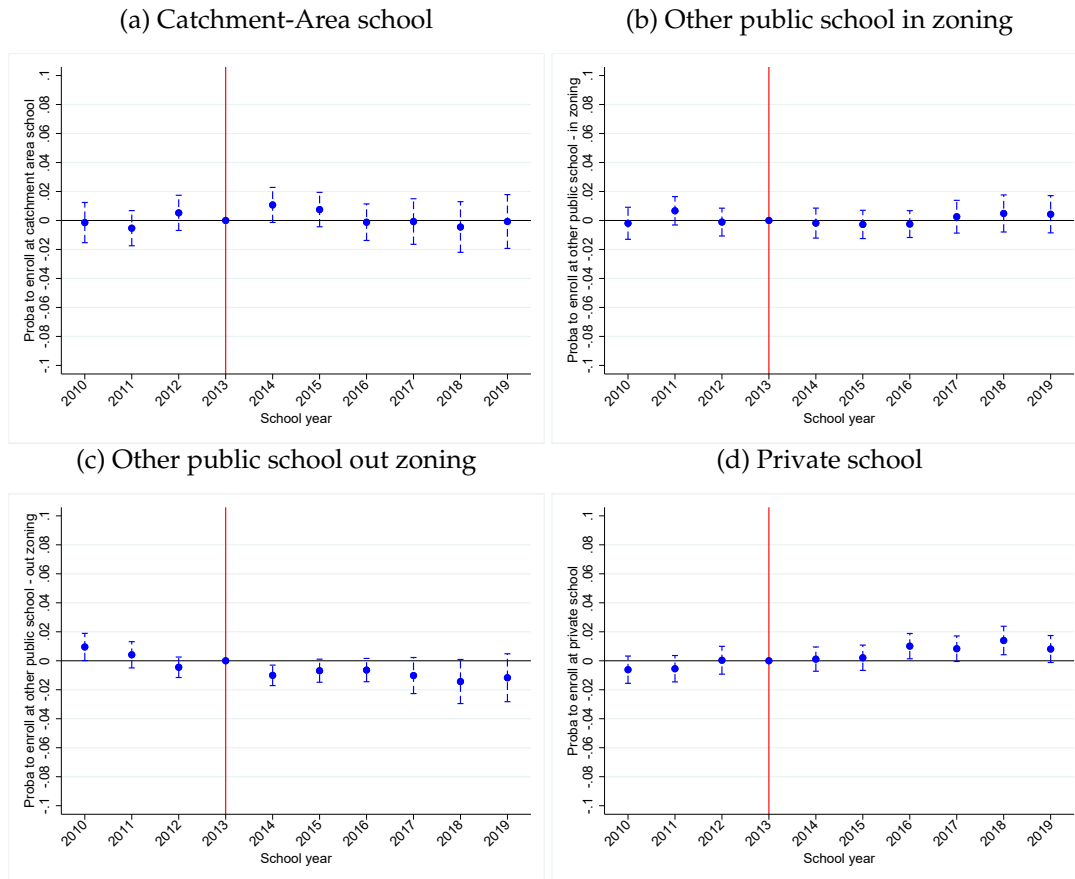 (a) Catchment-Area school
Proba to enroll at catchment area school
.1
.08
.06
.04
.02
0
-.02
-.04
-.06
-.08
-.1
2010 2011 2012 2013 2014 2015 2016 2017 2018 2019
School year
(b) Other public school in zoning
Proba to enroll at other public school - in zoning
.1
.08
.06
.04
.02
0
-.02
-.04
-.06
-.08
-.1
2010 2011 2012 2013 2014 2015 2016 2017 2018 2019
School year
(c) Other public school out zoning
Proba to enroll at other public school - out zoning
.1
.08
.06
.04
.02
0
-.02
-.04
-.06
-.08
-.1
2010 2011 2012 2013 2014 2015 2016 2017 2018 2019
School year
(d) Private school
Proba to enroll at private school
.1
.08
.06
.04
.02
0
-.02
-.04
-.06
-.08
-.1
2010 2011 2012 2013 2014 2015 2016 2017 2018 2019
School year